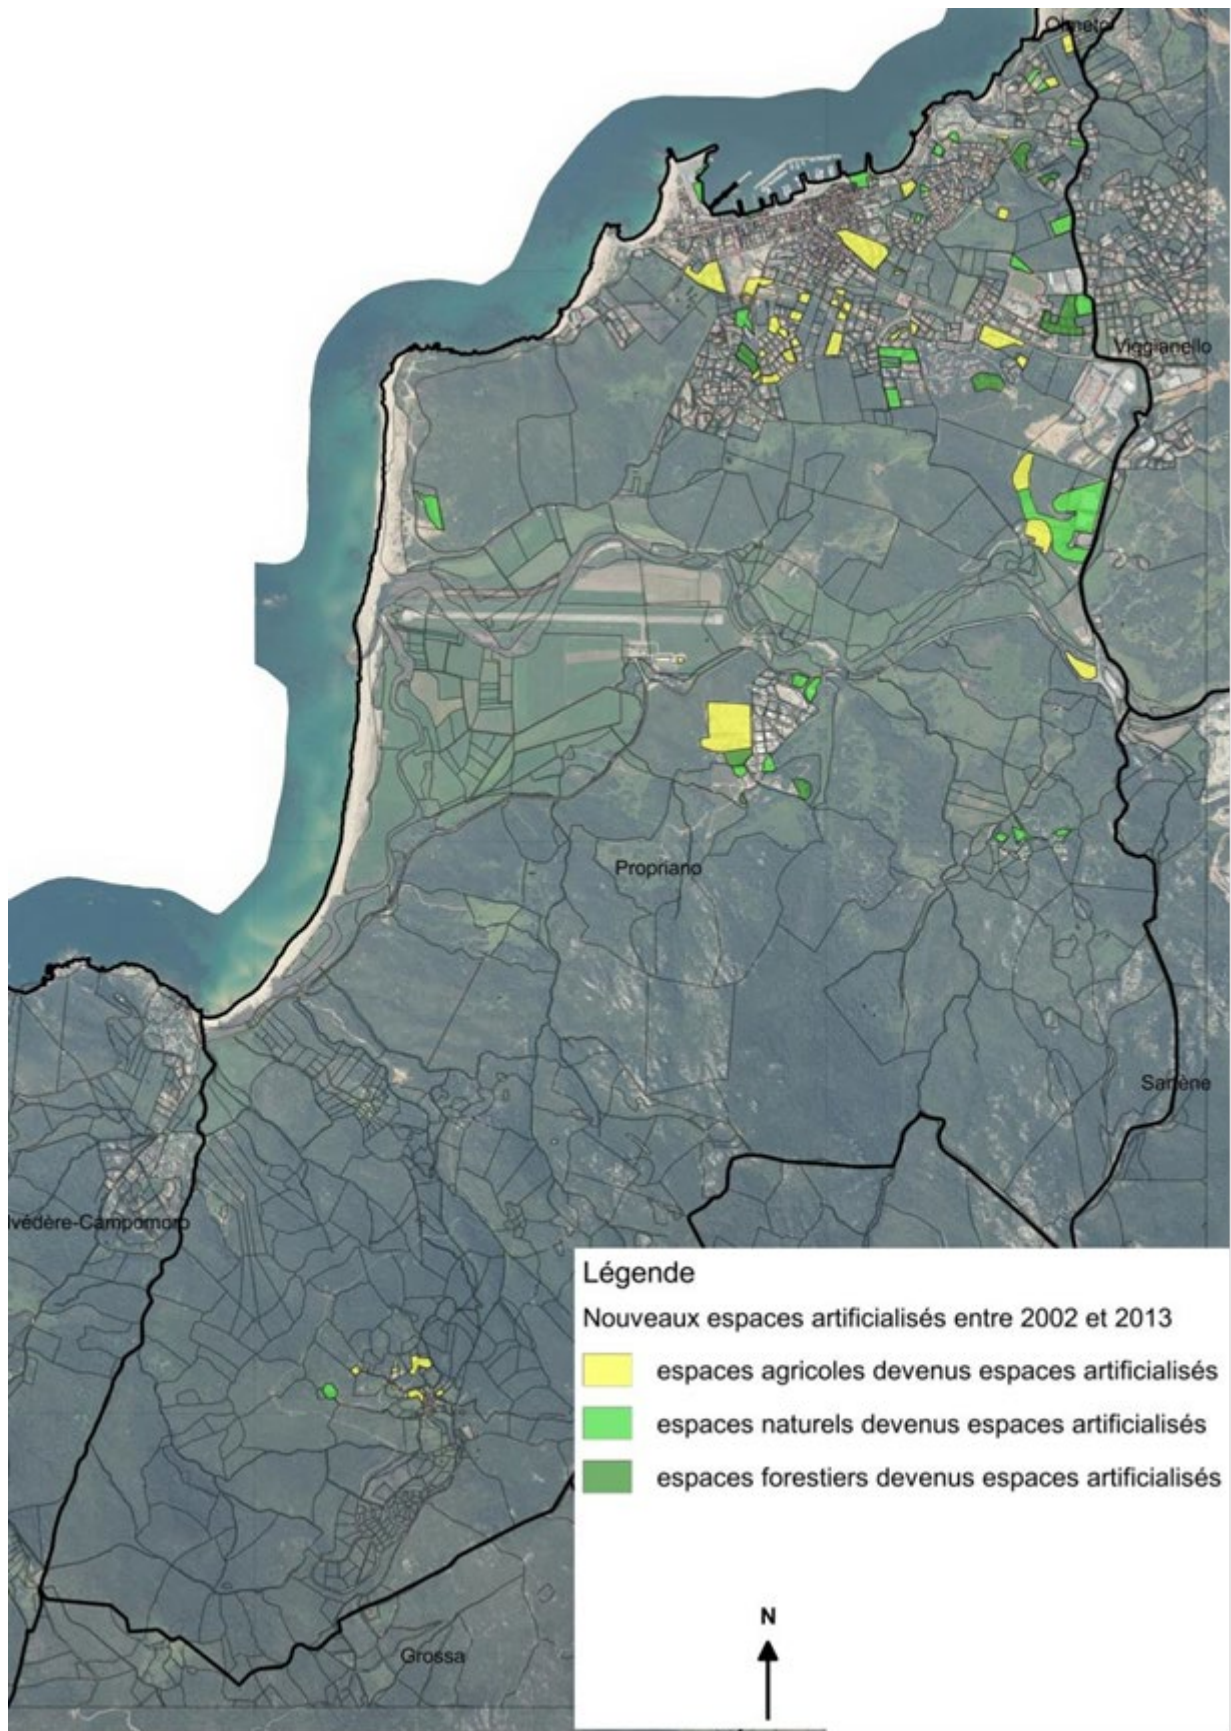 Olmeto
Viggianello
Propriano
Sartène
lvédère-Campomoro
Légende
Nouveaux espaces artificialisés entre 2002 et 2013
espaces agricoles devenus espaces artificialisés
espaces naturels devenus espaces artificialisés
espaces forestiers devenus espaces artificialisés
N
Grossa